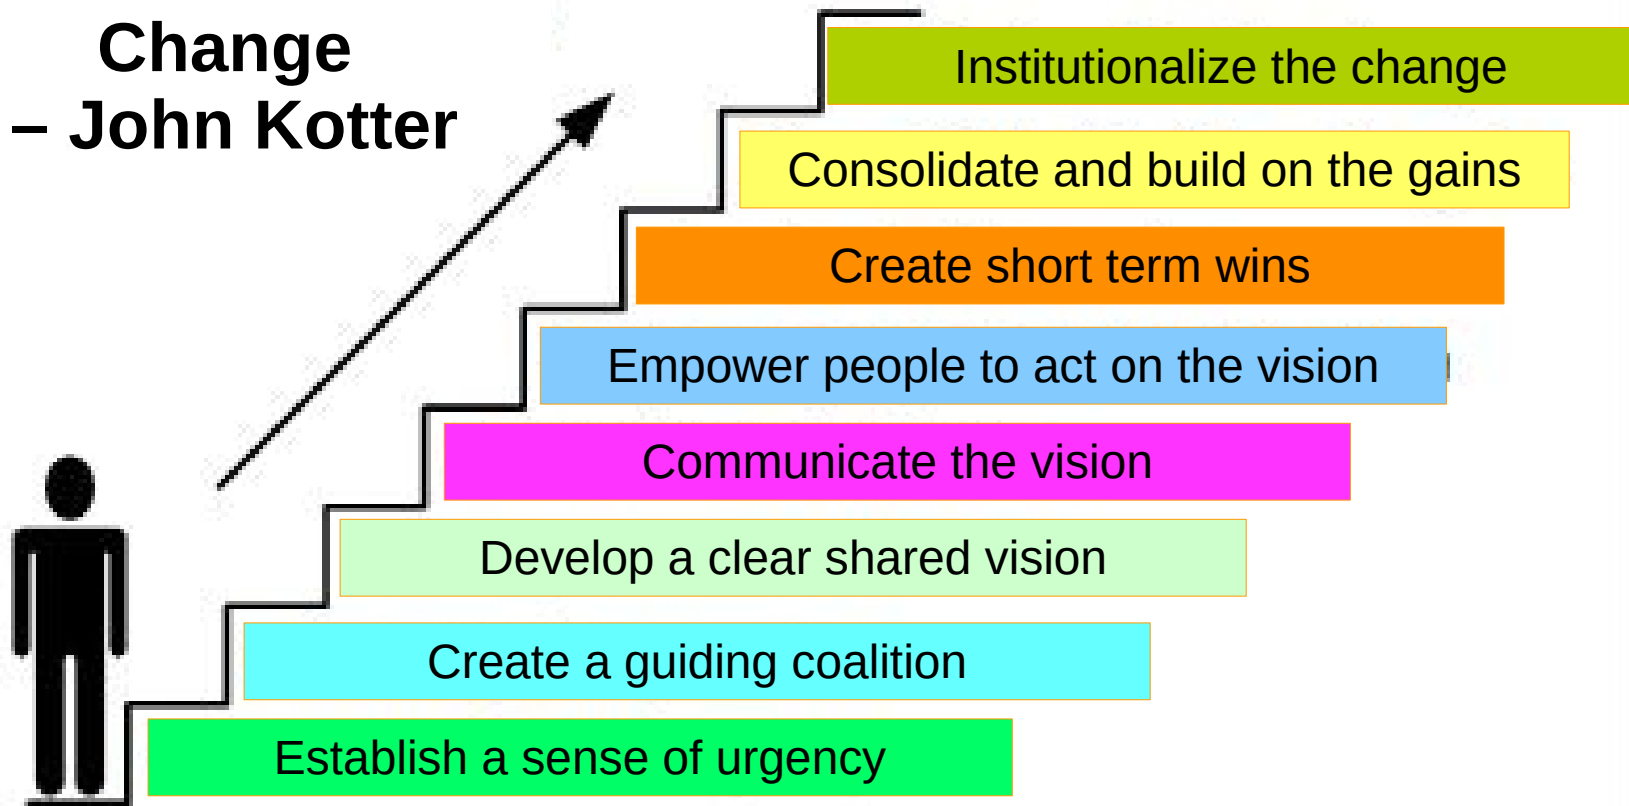 Change
– John Kotter
Institutionalize the change
Consolidate and build on the gains
Create short term wins
Empower people to act on the vision
Communicate the vision
Develop a clear shared vision
Create a guiding coalition
Establish a sense of urgency